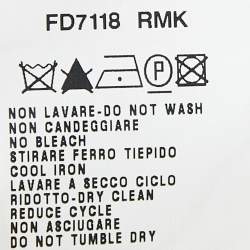 FD7118 RMK
P
NON LAVARE-DO NOT WASH
NON CANDEGGIARE
NO BLEACH
STIRARE FERRO TIEPIDO
COOL IRON
LAVARE A SECCO CICLO
RIDOTTO-DRY CLEAN
REDUCE CYCLE
NON ASCIUGARE
DO NOT TUMBLE DRY